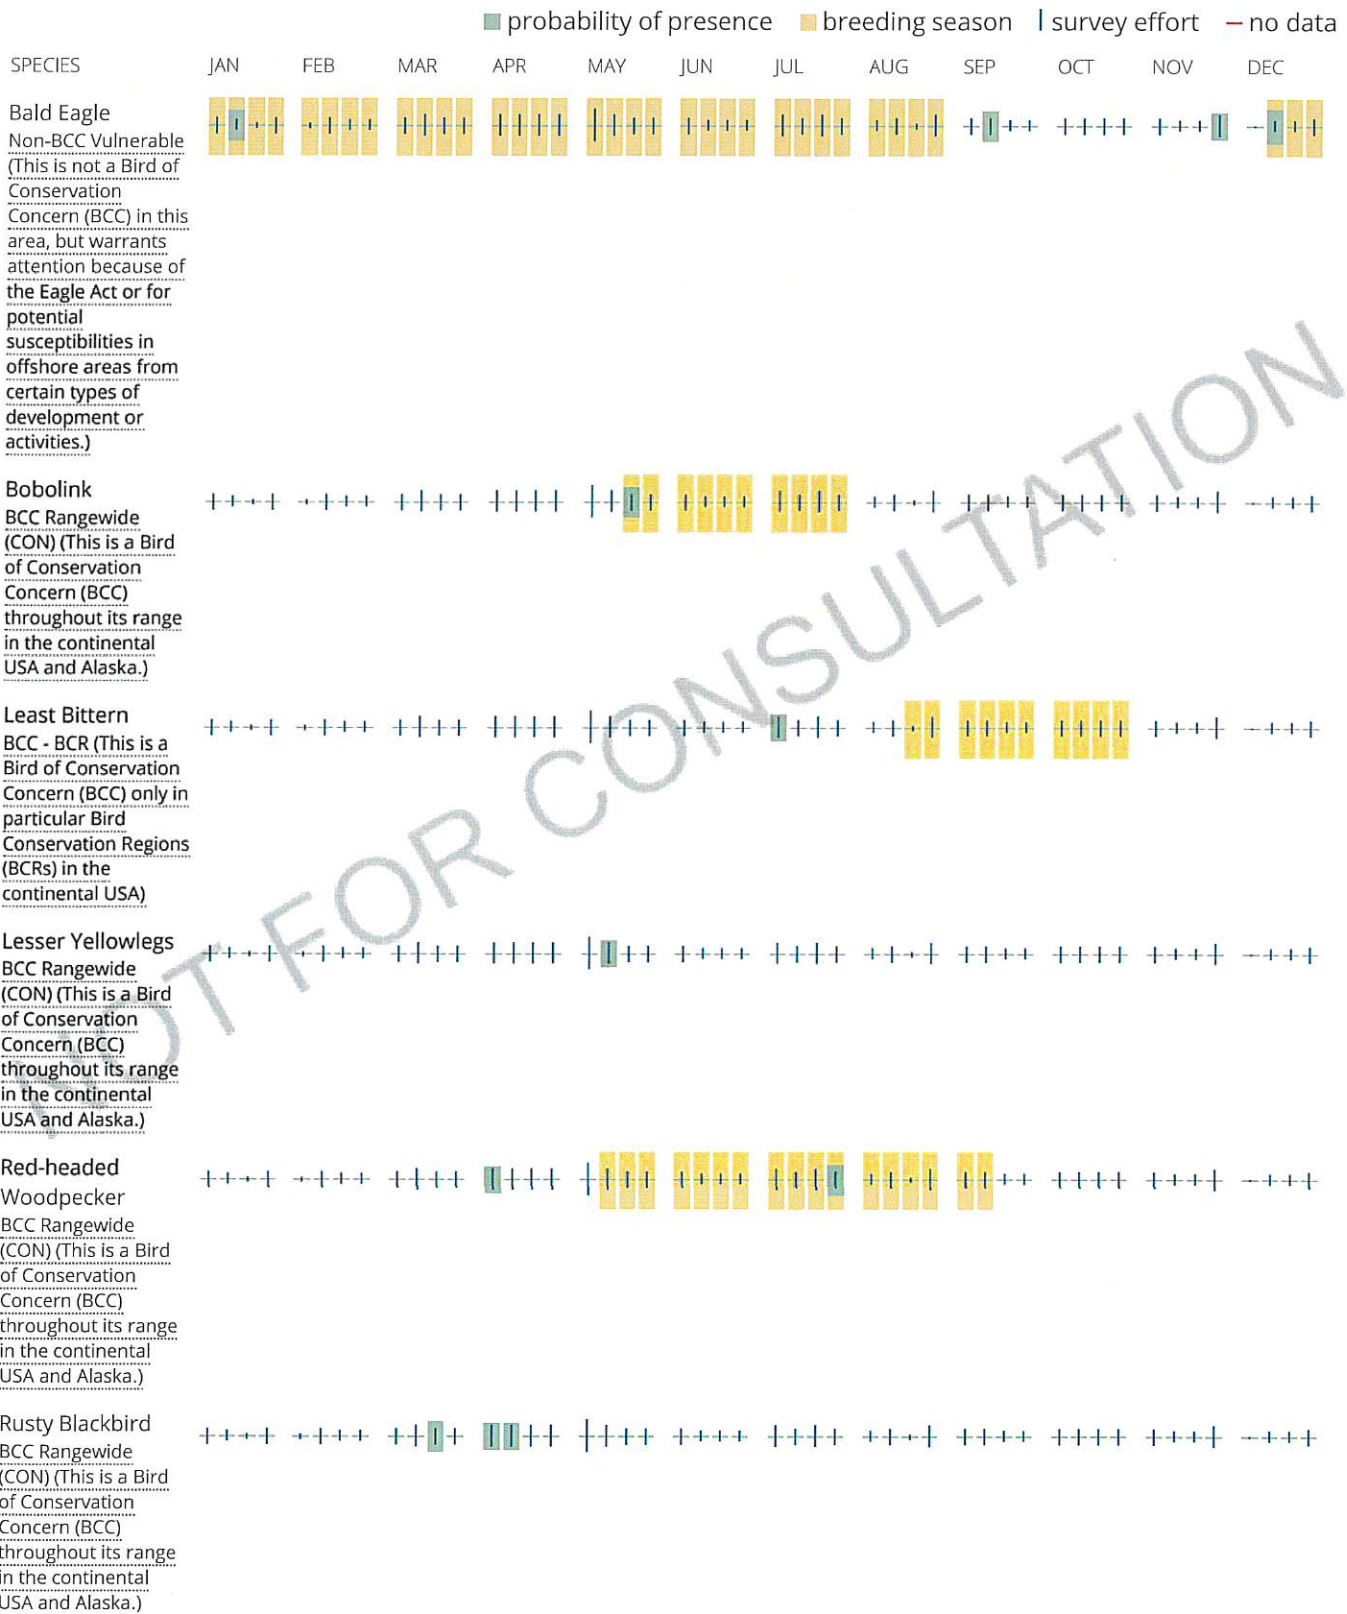 probability of presence breeding season survey effort no data
SPECIES JAN FEB MAR APR MAY JUN JUL AUG SEP OCT NOV DEC
Bald Eagle
Non-BCC Vulnerable
(This is not a Bird of
Conservation
Concern (BCC) in this
area, but warrants
attention because of
the Eagle Act or for
potential
susceptibilities in
offshore areas from
certain types of
development or
activities.)
Bobolink
BCC Rangewide
(CON) (This is a Bird
of Conservation
Concern (BCC)
throughout its range
in the continental
USA and Alaska.)
Least Bittern
BCC - BCR (This is a
Bird of Conservation
Concern (BCC) only in
particular Bird
Conservation Regions
(BCRs) in the
continental USA)
Lesser Yellowlegs
BCC Rangewide
(CON) (This is a Bird
of Conservation
Concern (BCC)
throughout its range
in the continental
USA and Alaska.)
Red-headed
Woodpecker
BCC Rangewide
(CON) (This is a Bird
of Conservation
Concern (BCC)
throughout its range
in the continental
USA and Alaska.)
Rusty Blackbird
BCC Rangewide
(CON) (This is a Bird
of Conservation
Concern (BCC)
throughout its range
in the continental
USA and Alaska.)
NOT FOR CONSULTATION